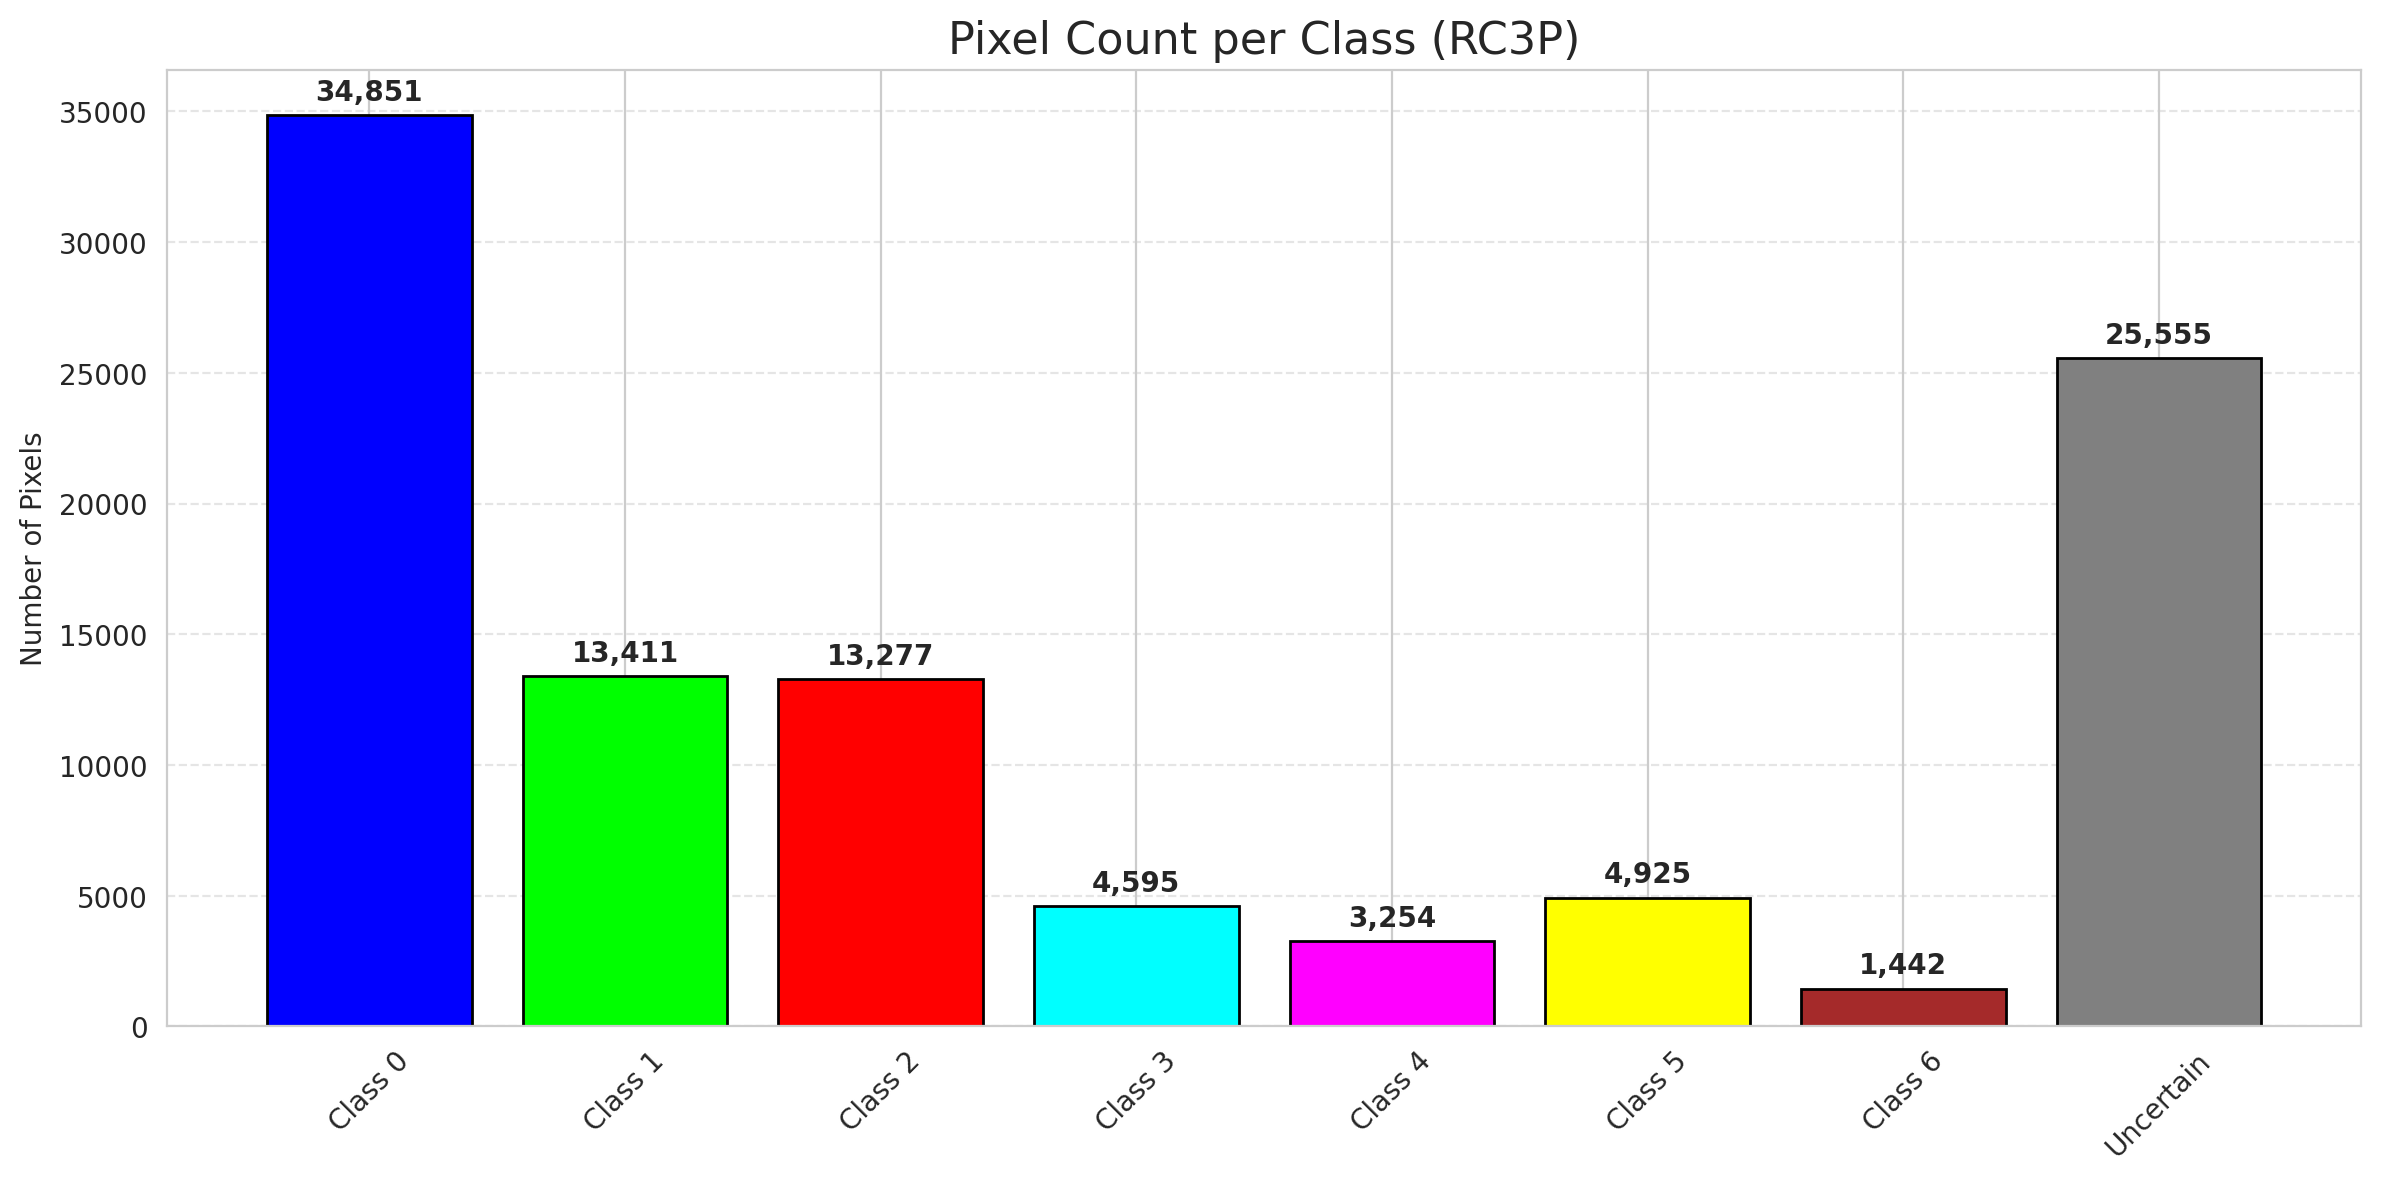 Pixel Count per Class (RC3P)
Number of Pixels
35000
30000
25000
20000
15000
10000
5000
0
34,851
13,411
13,277
4,595
3,254
4,925
1,442
25,555
Class 0
Class 1
Class 2
Class 3
Class 4
Class 5
Class 6
Uncertain